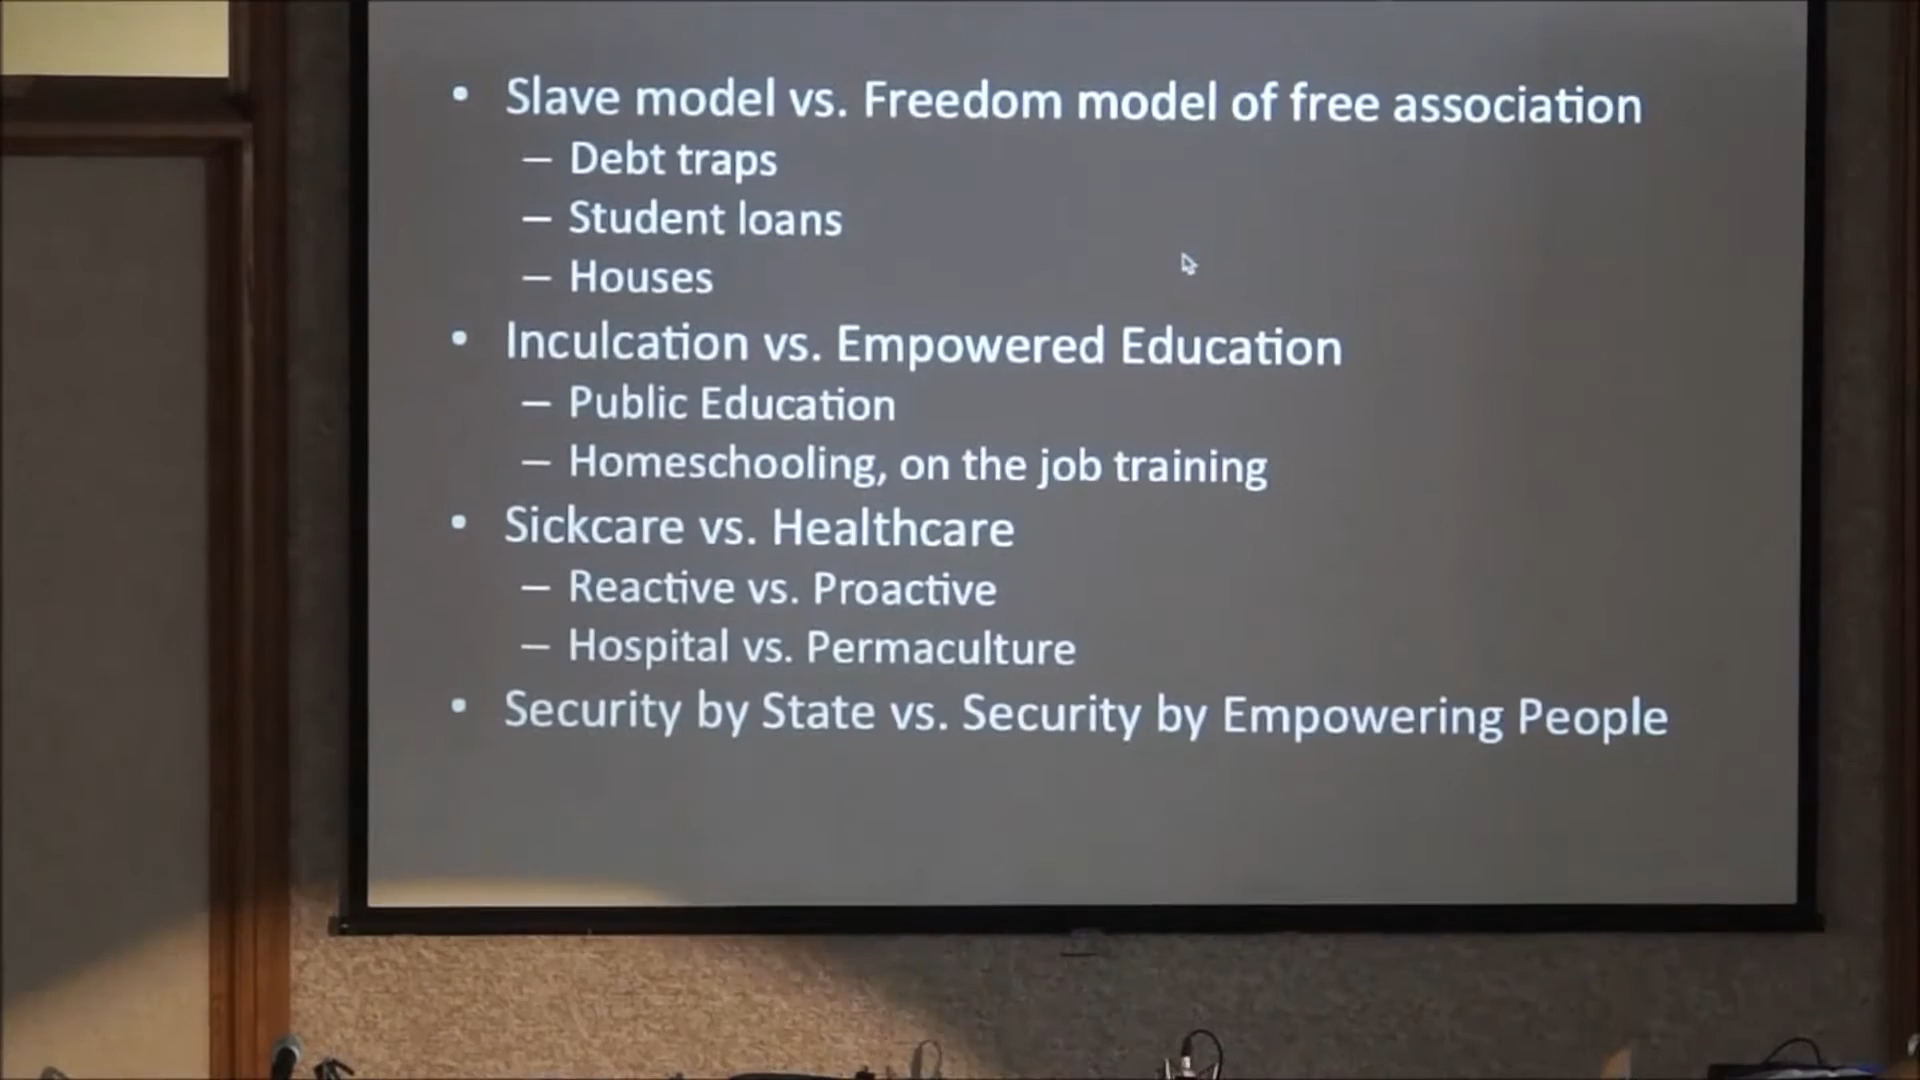 • Slave model vs. Freedom model of free association
– Debt traps
– Student loans
– Houses
• Inculcation vs. Empowered Education
– Public Education
– Homeschooling, on the job training
• Sickcare vs. Healthcare
– Reactive vs. Proactive
– Hospital vs. Permaculture
• Security by State vs. Security by Empowering People